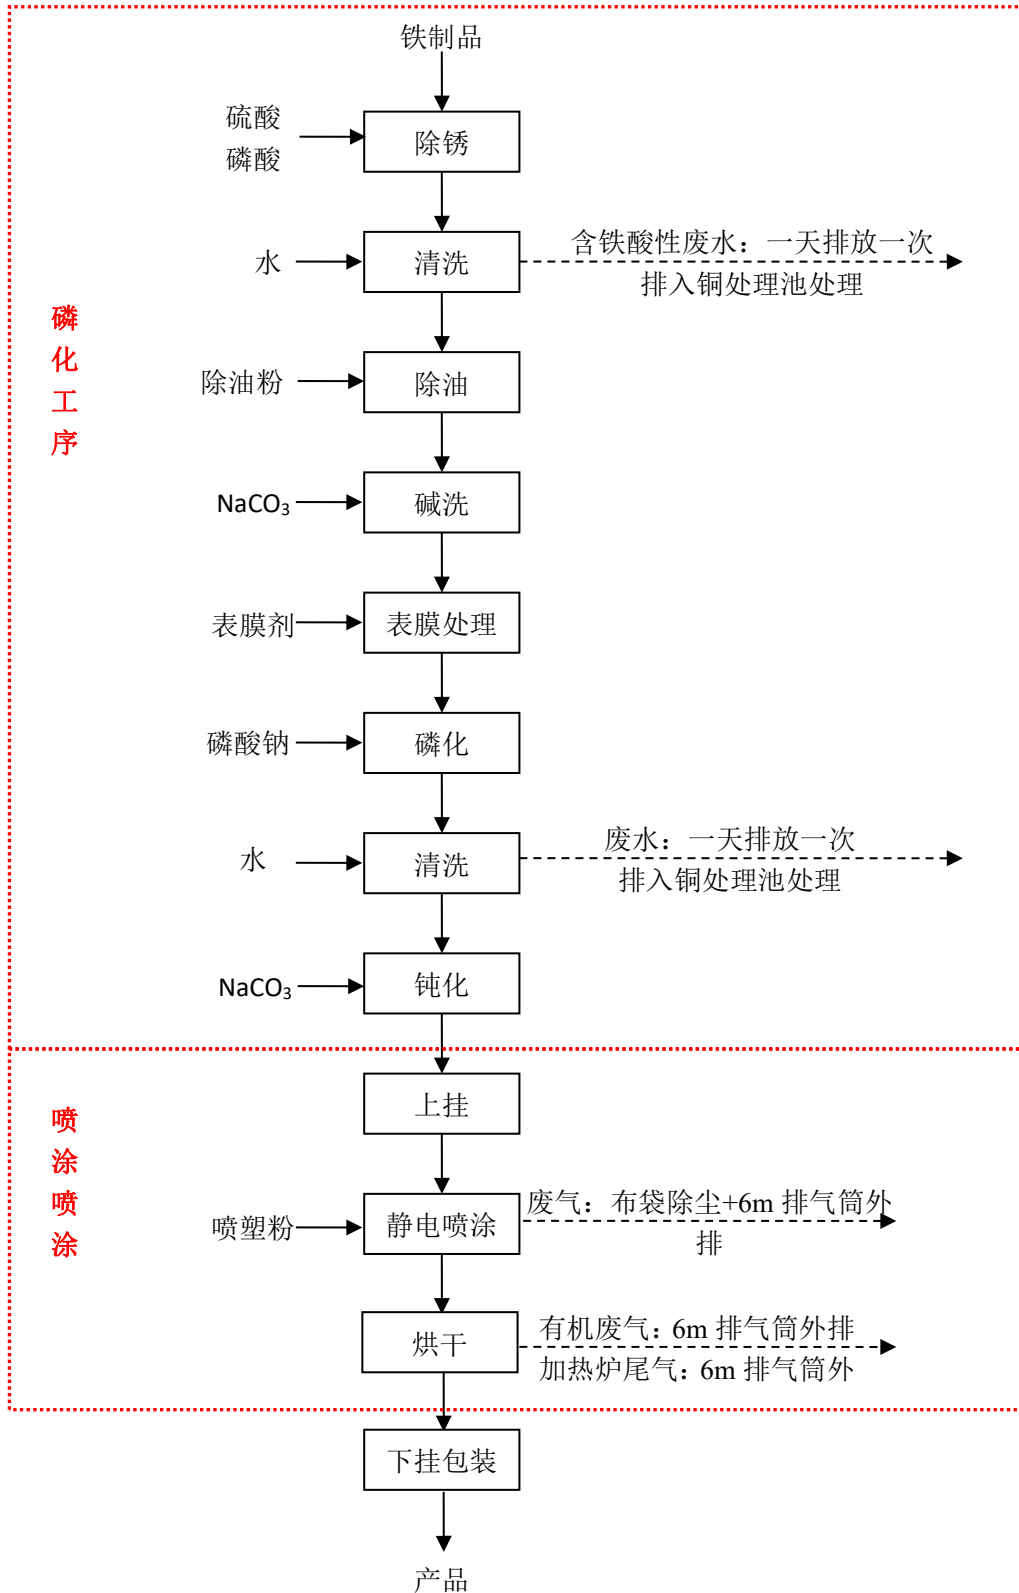 铁制品
硫酸
磷酸
除锈
水
清洗
含铁酸性废水：一天排放一次
排入铜处理池处理
磷化工序
除油粉
除油
NaCO₃
碱洗
表膜剂
表膜处理
磷酸钠
磷化
水
清洗
废水：一天排放一次
排入铜处理池处理
NaCO₃
钝化
上挂
喷涂喷涂
喷塑粉
静电喷涂
废气：布袋除尘+6m 排气筒外
排
烘干
有机废气：6m 排气筒外排
加热炉尾气：6m 排气筒外
下挂包装
产品